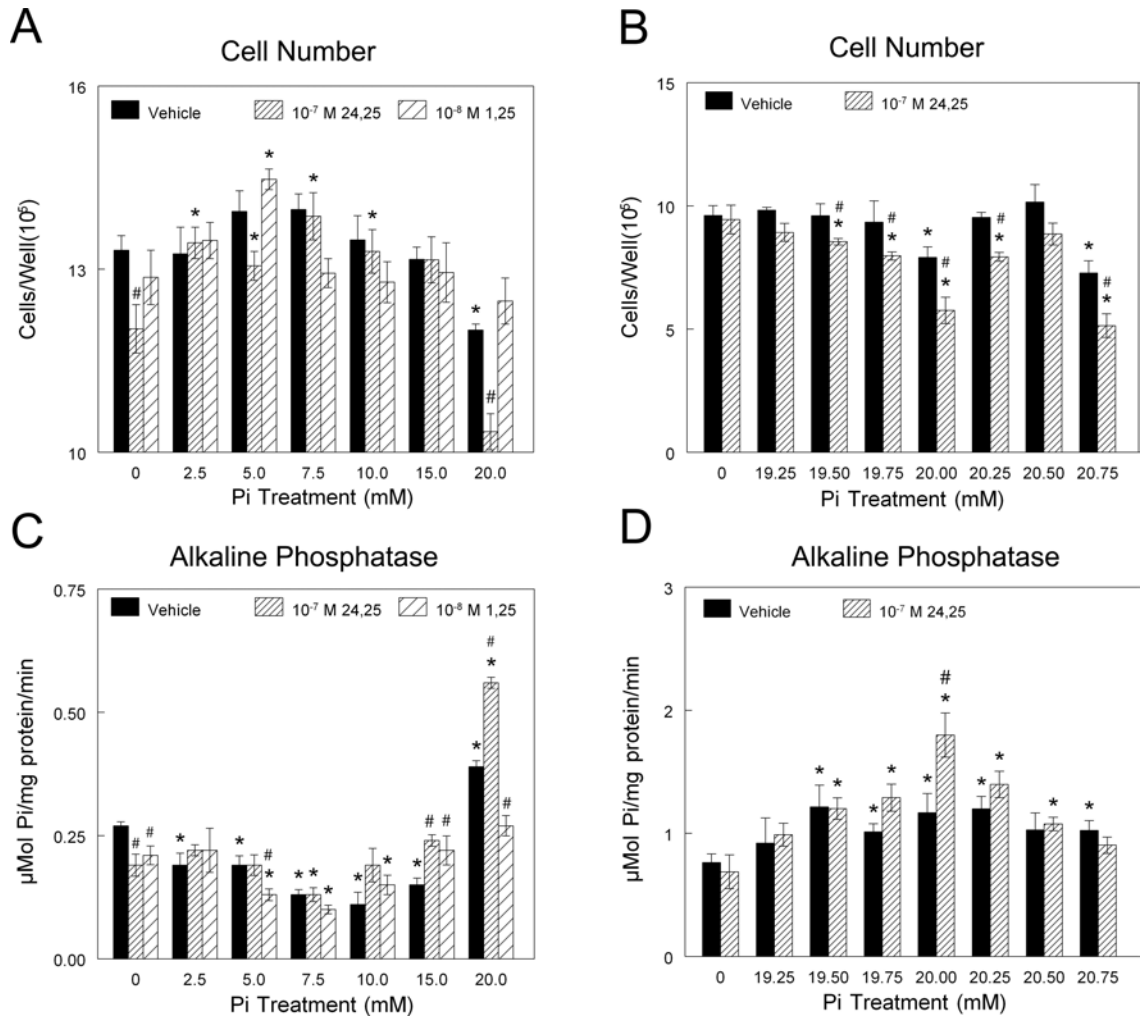 A
Cell Number
16
Vehicle 10⁻⁷ M 24,25 10⁻⁸ M 1,25
*
*
*
*
*
#
*
#
13
10
Cells/Well(10⁵)
0 2.5 5.0 7.5 10.0 15.0 20.0
Pi Treatment (mM)
B
Cell Number
15
Vehicle 10⁻⁷ M 24,25
#
*
#
*
*
#
*
#
*
*
#
*
10
5
0
Cells/Well(10⁵)
0 19.25 19.50 19.75 20.00 20.25 20.50 20.75
Pi Treatment (mM)
C
Alkaline Phosphatase
0.75
Vehicle 10⁻⁷ M 24,25 10⁻⁸ M 1,25
# # * * # * * * * * * * # # * # * #
0.50
0.25
0.00
µMol Pi/mg protein/min
0 2.5 5.0 7.5 10.0 15.0 20.0
Pi Treatment (mM)
D
Alkaline Phosphatase
3
Vehicle 10⁻⁷ M 24,25
* * * * * # * * * * *
2
1
0
µMol Pi/mg protein/min
0 19.25 19.50 19.75 20.00 20.25 20.50 20.75
Pi Treatment (mM)